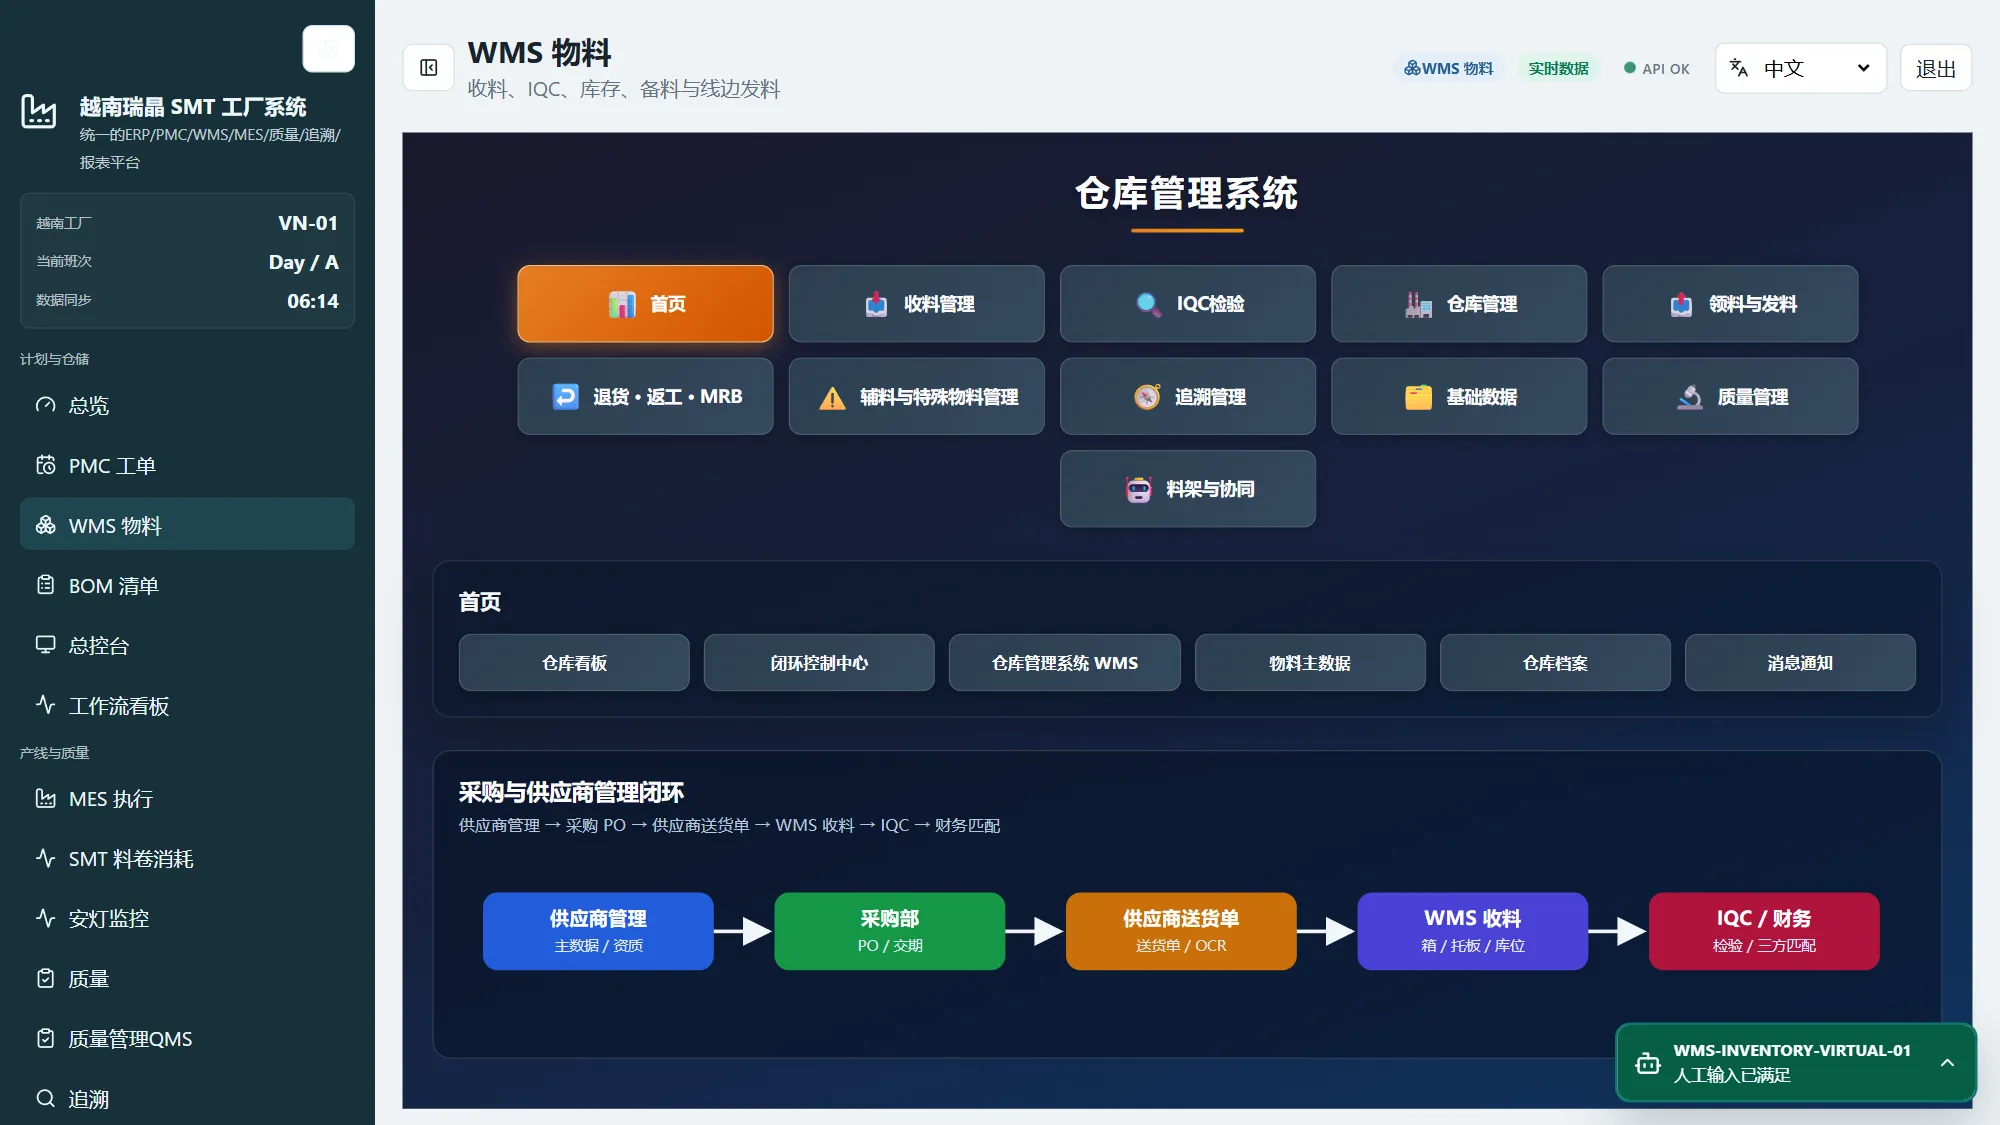 越南瑞晶 SMT 工厂系统
统一的ERP/PMC/WMS/MES/质量/追溯/
报表平台
越南工厂 VN-01
当前班次 Day / A
数据同步 06:14
计划与仓储
总览
PMC 工单
WMS 物料
BOM 清单
总控台
工作流看板
产线与质量
MES 执行
SMT 料卷消耗
安灯监控
质量
质量管理QMS
追溯
WMS 物料
收料、IQC、库存、备料与线边发料
WMS 物料
实时数据
API OK
中文
退出
仓库管理系统
首页
收料管理
IQC检验
仓库管理
领料与发料
退货 • 返工 • MRB
辅料与特殊物料管理
追溯管理
基础数据
质量管理
料架与协同
首页
仓库看板
闭环控制中心
仓库管理系统 WMS
物料主数据
仓库档案
消息通知
采购与供应商管理闭环
供应商管理 → 采购 PO → 供应商送货单 → WMS 收料 → IQC → 财务匹配
供应商管理
主数据 / 资质
采购部
PO / 交期
供应商送货单
送货单 / OCR
WMS 收料
箱 / 托板 / 库位
IQC / 财务
检验 / 三方匹配
WMS-INVENTORY-VIRTUAL-01
人工输入已满足